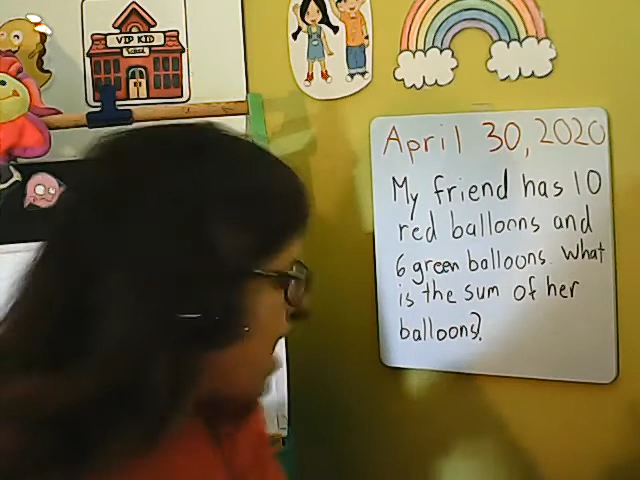 VIP KID
School
April 30, 2020
My friend has 10
red balloons and
6 green balloons. What
is the sum of her
balloons?